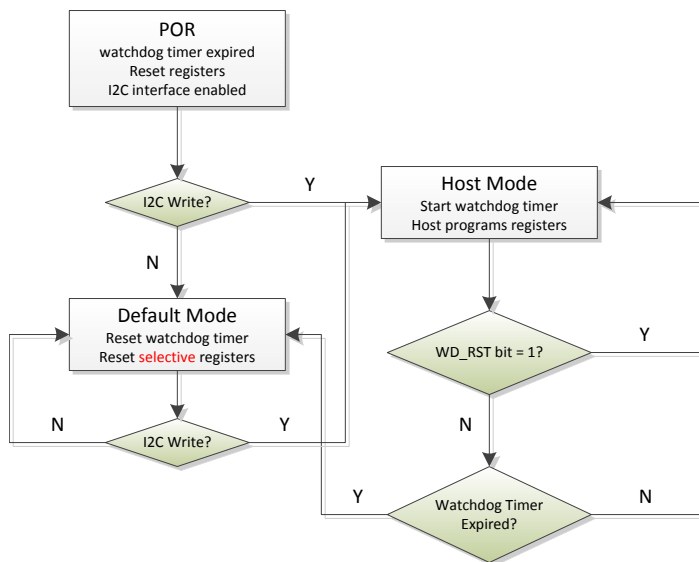 POR
watchdog timer expired
Reset registers
I2C interface enabled
I2C Write?
Y
N
Host Mode
Start watchdog timer
Host programs registers
Default Mode
Reset watchdog timer
Reset selective registers
WD_RST bit = 1?
Y
N
I2C Write?
N
Y
Watchdog Timer
Expired?
Y
N